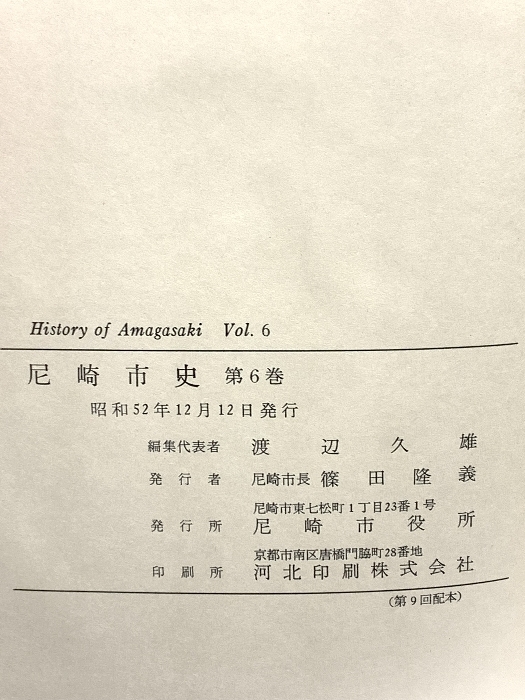 History of Amagasaki Vol. 6
尼崎市史 第6巻
昭和52年12月12日発行
編集代表者 渡辺久雄
発行者 尼崎市長 篠田隆義
尼崎市東七松町1丁目23番1号
発行所 尼崎市役所
京都市南区唐橋門脇町28番地
印刷所 河北印刷株式会社
(第9回配本)